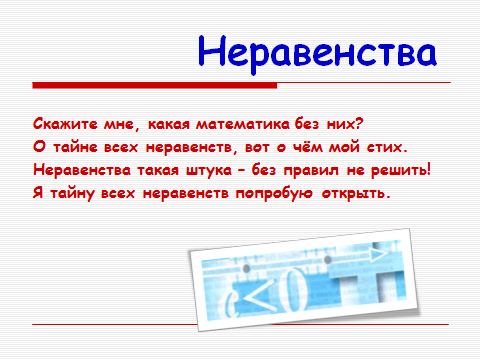 Неравенства
Скажите мне, какая математика без них?
О тайне всех неравенств, вот о чём мой стих.
Неравенства такая штука – без правил не решить!
Я тайну всех неравенств попробую открыть.
<0